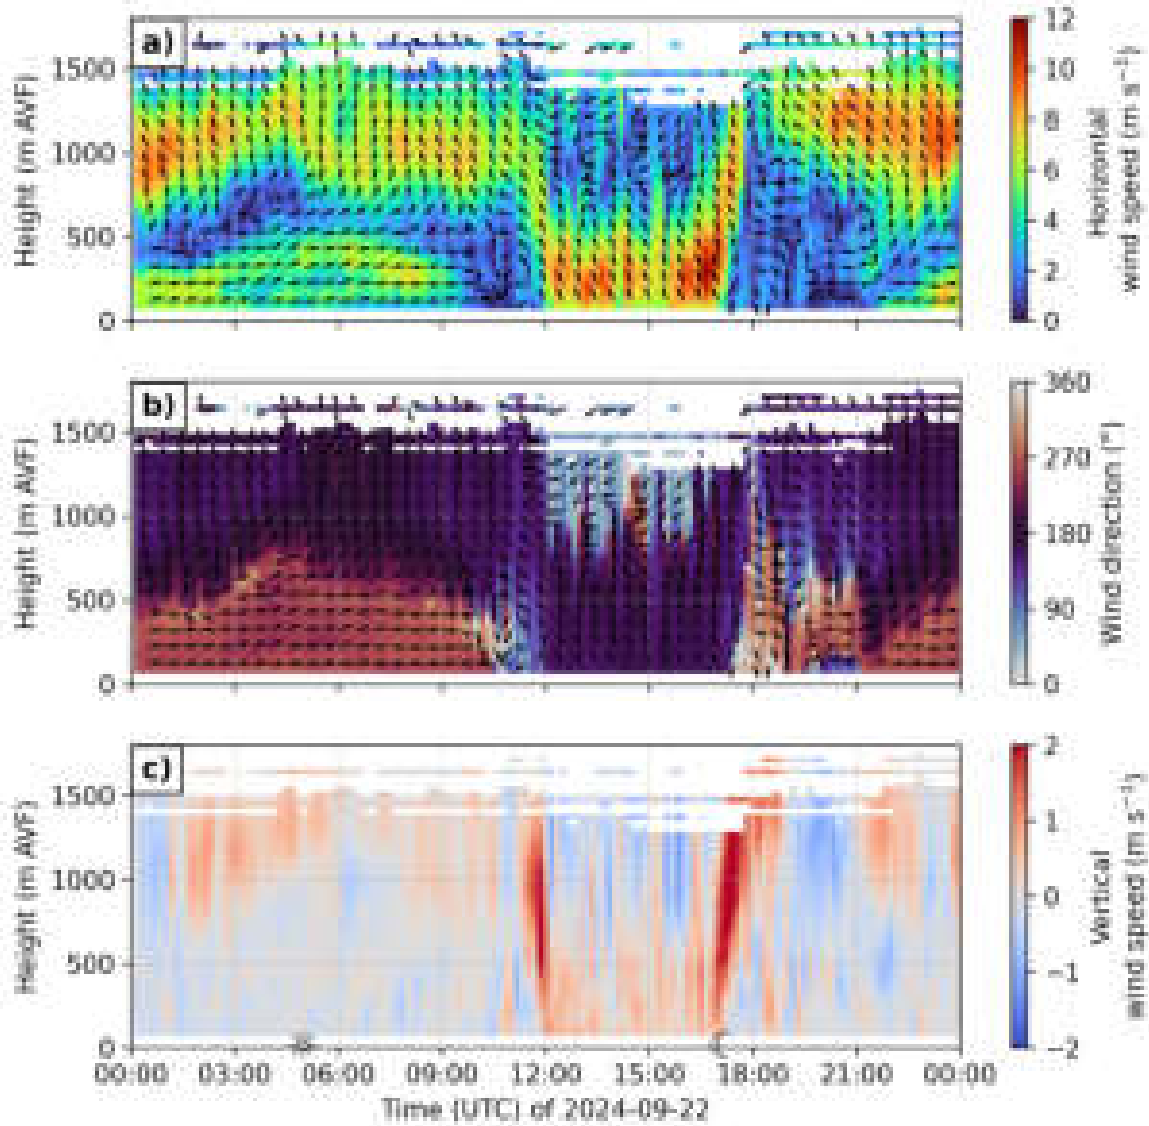 a)
1500
1000
500
0
Height (m AVF)
12
10
8
6
4
2
0
Horizontal
wind speed (m s⁻¹)
b)
1500
1000
500
0
Height (m AVF)
360
270
180
90
0
Wind direction (°)
c)
1500
1000
500
0
Height (m AVF)
2
1
0
−1
−2
Vertical
wind speed (m s⁻¹)
00:00 03:00 06:00 09:00 12:00 15:00 18:00 21:00 00:00
Time (UTC) of 2024-09-22